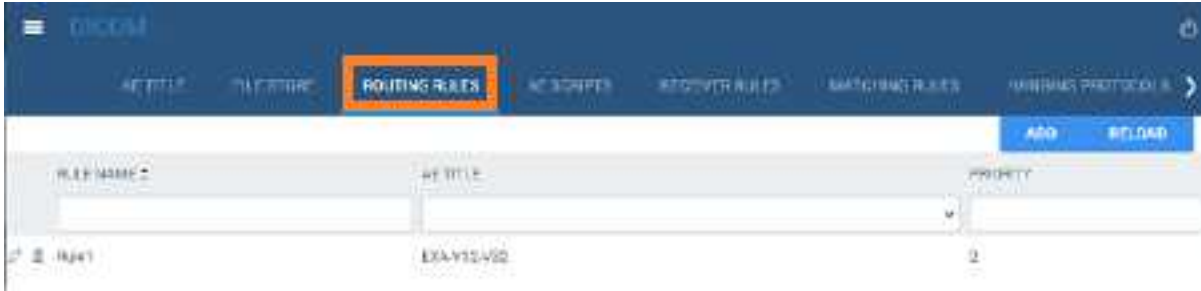 DICOM
AE TITLE FILE STORE ROUTING RULES AE SCRIPTS RECEIVER RULES MATCHING RULES HANGING PROTOCOLS
ADD RELOAD
RULE NAME AE TITLE PRIORITY
Rule1